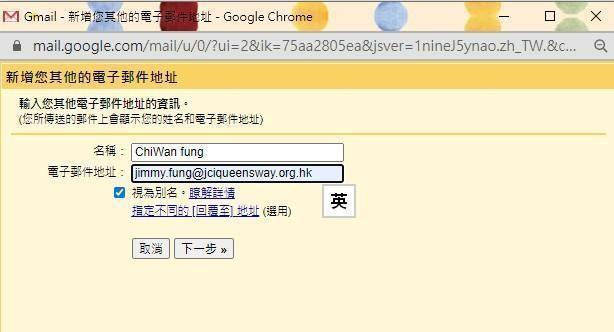 Gmail - 新增您其他的電子郵件地址 - Google Chrome
mail.google.com/mail/u/0/?ui=2&ik=75aa2805ea&jsver=1nineJ5ynao.zh_TW.&c...
新增您其他的電子郵件地址
輸入您其他電子郵件地址的資訊。
(您所傳送的郵件上會顯示您的姓名和電子郵件地址)
名稱： ChiWan fung
電子郵件地址： jimmy.fung@jciqueensway.org.hk
視為別名。瞭解詳情
指定不同的 [回覆至] 地址 (選用)
英
取消 下一步 »